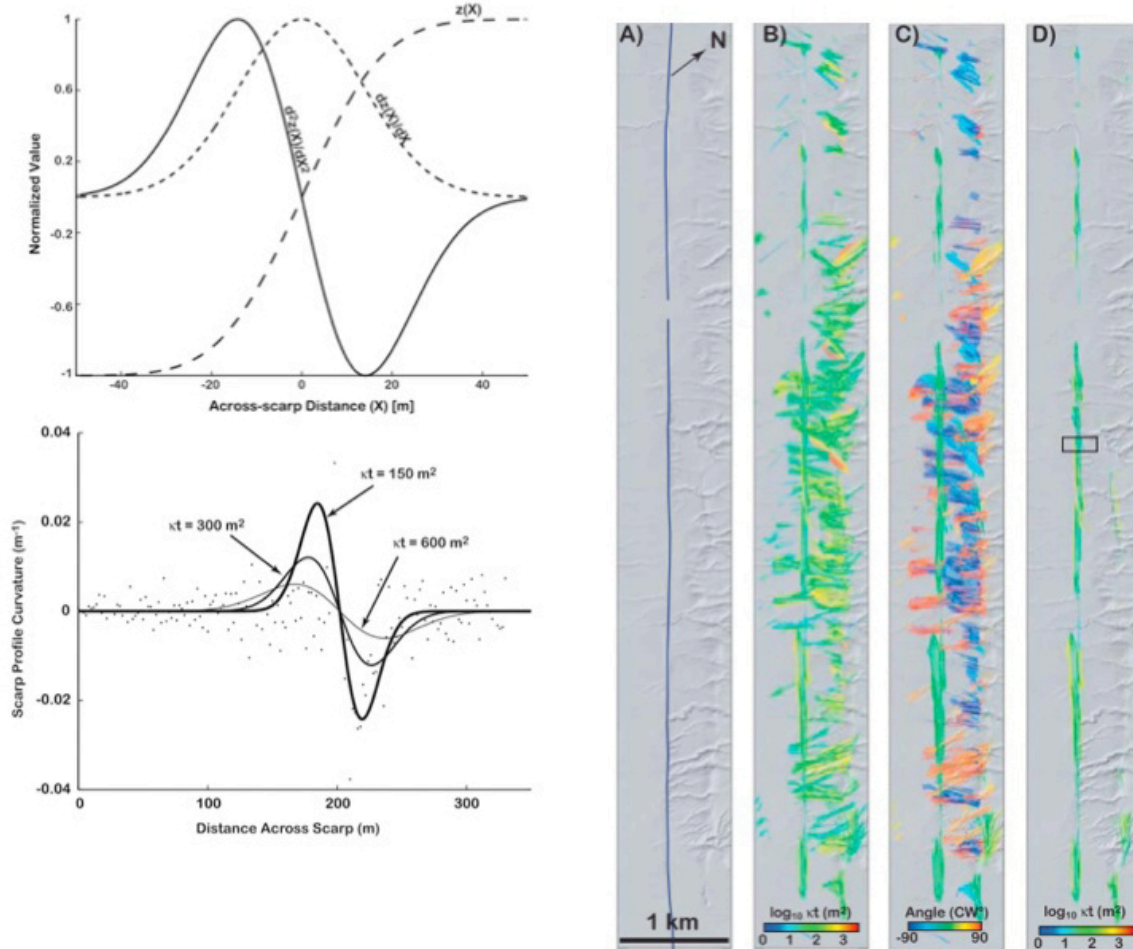 z(X)
dz(X)/dX
d²z(X)/dX²
1
0.6
0.2
0
-0.2
-0.6
-1
Normalized Value
-40
-20
0
20
40
Across-scarp Distance (X) [m]
0.04
0.02
0
-0.02
-0.04
Scarp Profile Curvature (m⁻¹)
κt = 150 m²
κt = 300 m²
κt = 600 m²
0
100
200
300
Distance Across Scarp (m)
A)
N
1 km
B)
log₁₀ κt (m²)
0 1 2 3
C)
Angle (CW°)
-90 90
D)
log₁₀ κt (m²)
0 1 2 3